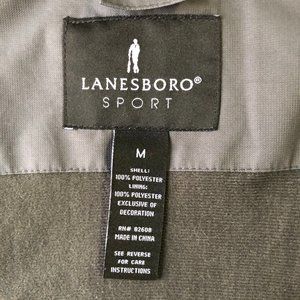 LANESBORO®
SPORT
M
SHELL:
100% POLYESTER
LINING:
100% POLYESTER
EXCLUSIVE OF
DECORATION
RN# 82608
MADE IN CHINA
SEE REVERSE
FOR CARE
INSTRUCTIONS